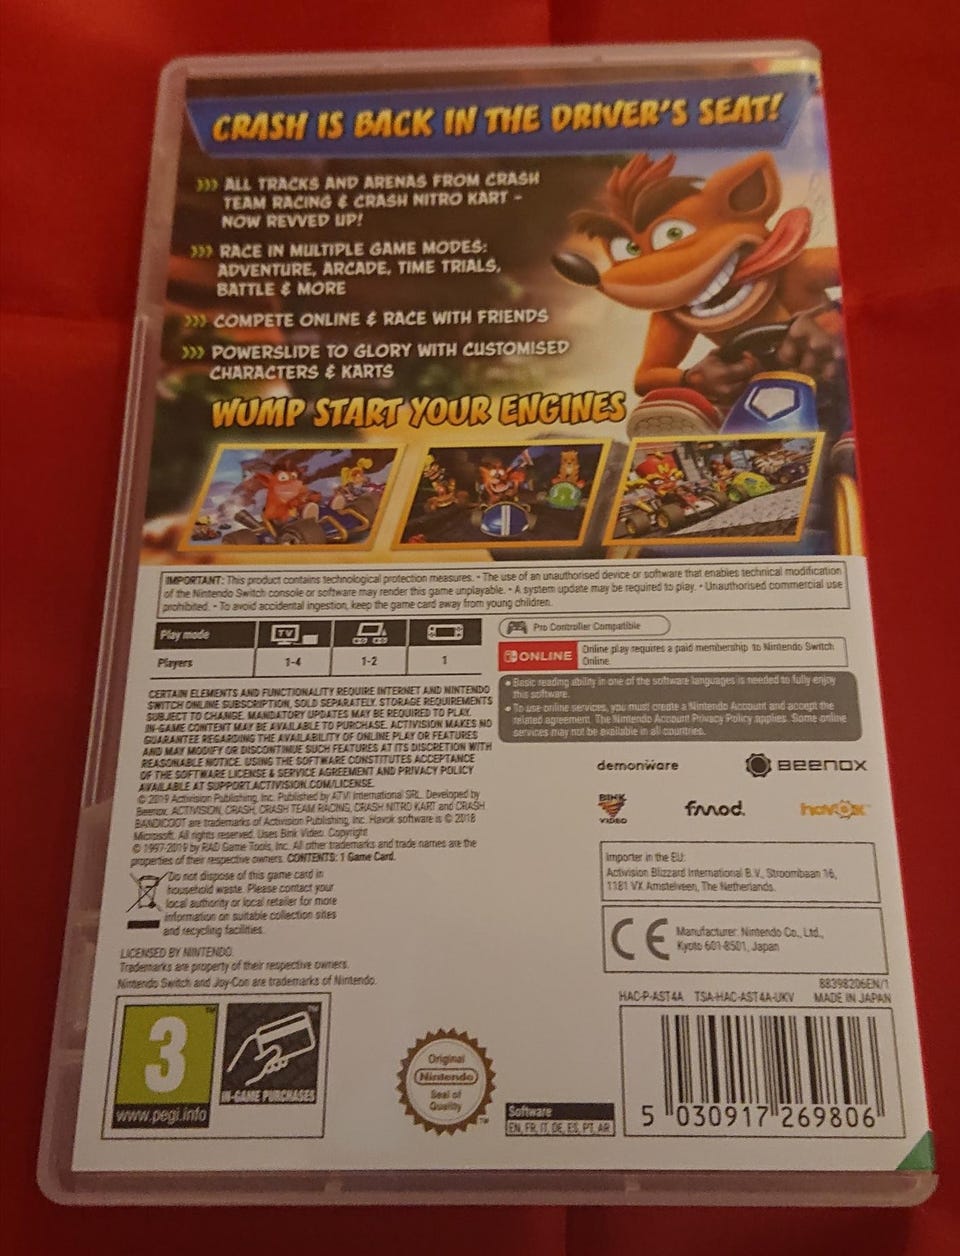 CRASH IS BACK IN THE DRIVER'S SEAT!
>>> ALL TRACKS AND ARENAS FROM CRASH
TEAM RACING & CRASH NITRO KART -
NOW REVVED UP!
>>> RACE IN MULTIPLE GAME MODES:
ADVENTURE, ARCADE, TIME TRIALS,
BATTLE & MORE
>>> COMPETE ONLINE & RACE WITH FRIENDS
>>> POWERSLIDE TO GLORY WITH CUSTOMISED
CHARACTERS & KARTS
WUMP START YOUR ENGINES
IMPORTANT: This product contains technological protection measures. • The use of an unauthorised device or software that enables technical modification
of the Nintendo Switch console or software may render this game unplayable. • A system update may be required to play. • Unauthorised commercial use
prohibited. • To avoid accidental ingestion, keep the game card away from young children.
Play mode TV
Players 1-4 1-2 1
Pro Controller Compatible
ONLINE Online play requires a paid membership to Nintendo Switch
Online.
• Basic reading ability in one of the software languages is needed to fully enjoy
this software.
• To use online services, you must create a Nintendo Account and accept the
related agreement. The Nintendo Account Privacy Policy applies. Some online
services may not be available in all countries.
CERTAIN ELEMENTS AND FUNCTIONALITY REQUIRE INTERNET AND NINTENDO
SWITCH ONLINE SUBSCRIPTION, SOLD SEPARATELY. STORAGE REQUIREMENTS
SUBJECT TO CHANGE. MANDATORY UPDATES MAY BE REQUIRED TO PLAY.
IN-GAME CONTENT MAY BE AVAILABLE TO PURCHASE. ACTIVISION MAKES NO
GUARANTEE REGARDING THE AVAILABILITY OF ONLINE PLAY OR FEATURES
AND MAY MODIFY OR DISCONTINUE SUCH FEATURES AT ITS DISCRETION WITH
REASONABLE NOTICE. USING THE SOFTWARE CONSTITUTES ACCEPTANCE
OF THE SOFTWARE LICENSE & SERVICE AGREEMENT AND PRIVACY POLICY
AVAILABLE AT SUPPORT.ACTIVISION.COM/LICENSE.
© 2019 Activision Publishing, Inc. Published by ATVI International SRL. Developed by
Beenox. ACTIVISION, CRASH, CRASH TEAM RACING, CRASH NITRO KART and CRASH
BANDICOOT are trademarks of Activision Publishing, Inc. Havok software is © 2018
Microsoft. All rights reserved. Uses Bink Video. Copyright
© 1997-2019 by RAD Game Tools, Inc. All other trademarks and trade names are the
properties of their respective owners. CONTENTS: 1 Game Card.
demonware
BEENOX
BINK
VIDEO
fmod.
havok
Do not dispose of this game card in
household waste. Please contact your
local authority or local retailer for more
information on suitable collection sites
and recycling facilities.
Importer in the EU:
Activision Blizzard International B.V., Stroombaan 16,
1181 VX Amstelveen, The Netherlands.
CE Manufacturer: Nintendo Co., Ltd.,
Kyoto 601-8501, Japan
LICENSED BY NINTENDO.
Trademarks are property of their respective owners.
Nintendo Switch and Joy-Con are trademarks of Nintendo.
88398206EN/1
HAC-P-AST4A TSA-HAC-AST4A-UKV MADE IN JAPAN
3
www.pegi.info
IN-GAME PURCHASES
Original
Nintendo
Seal of
Quality
TM
Software
EN, FR, IT, DE, ES, PT, AR
5 030917 269806